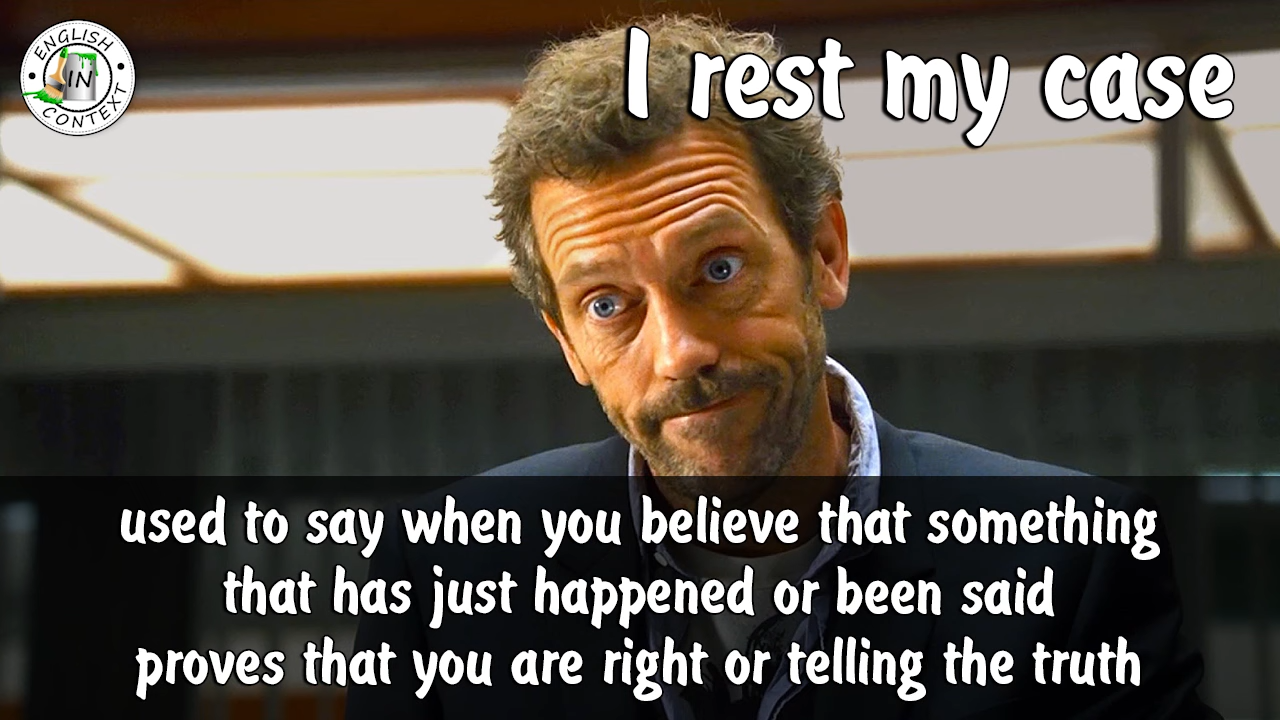 ENGLISH
IN
CONTEXT
I rest my case
used to say when you believe that something
that has just happened or been said
proves that you are right or telling the truth